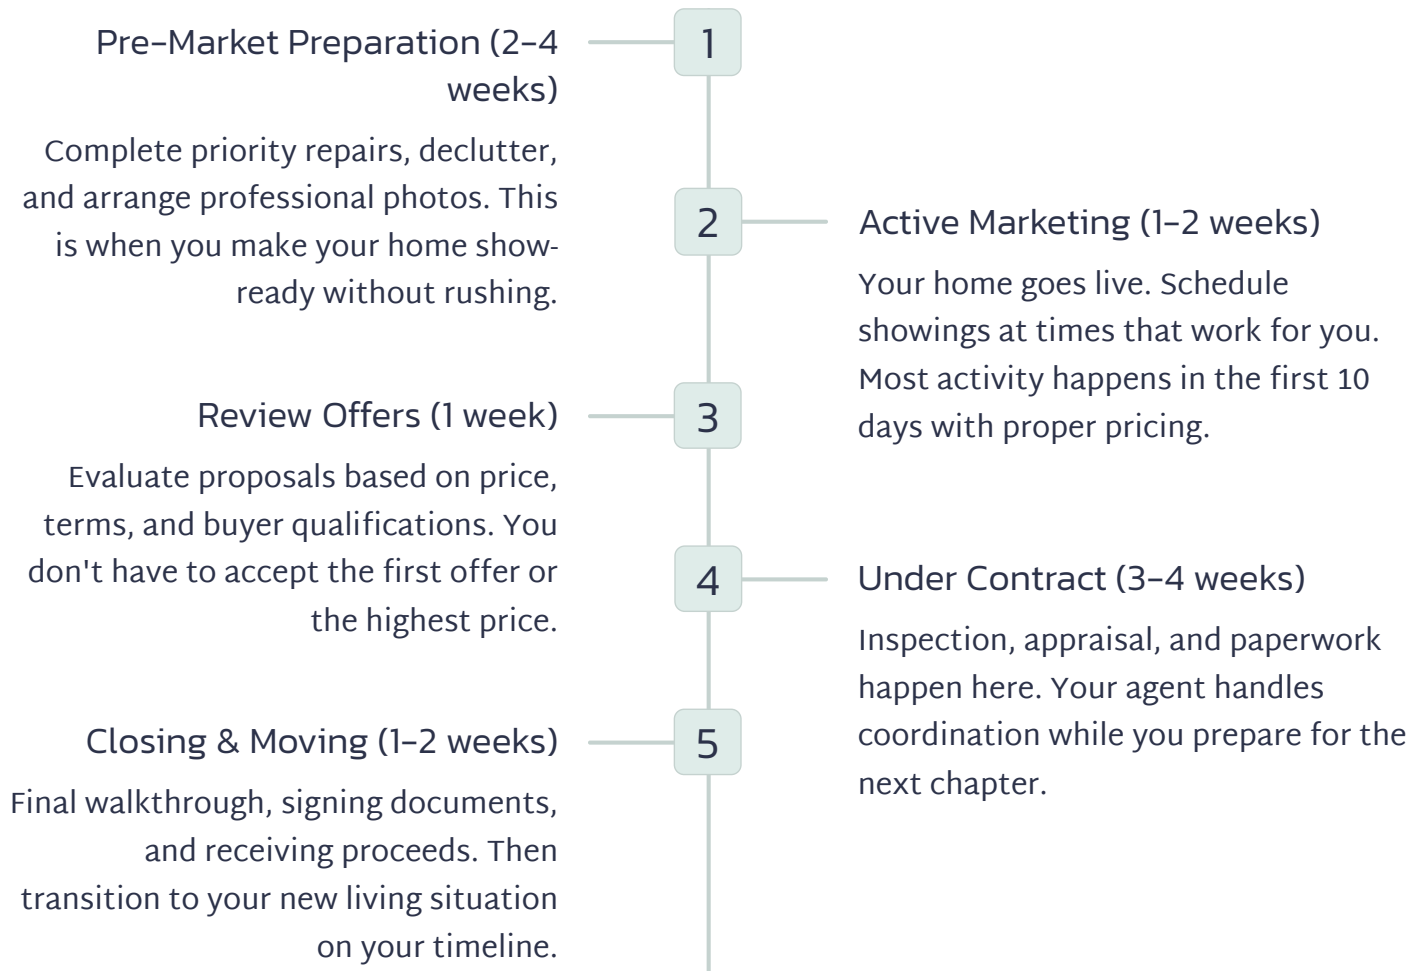 1
Pre-Market Preparation (2-4
weeks)
Complete priority repairs, declutter,
and arrange professional photos. This
is when you make your home show-
ready without rushing.
2
Active Marketing (1-2 weeks)
Your home goes live. Schedule
showings at times that work for you.
Most activity happens in the first 10
days with proper pricing.
3
Review Offers (1 week)
Evaluate proposals based on price,
terms, and buyer qualifications. You
don't have to accept the first offer or
the highest price.
4
Under Contract (3-4 weeks)
Inspection, appraisal, and paperwork
happen here. Your agent handles
coordination while you prepare for the
next chapter.
5
Closing & Moving (1-2 weeks)
Final walkthrough, signing documents,
and receiving proceeds. Then
transition to your new living situation
on your timeline.